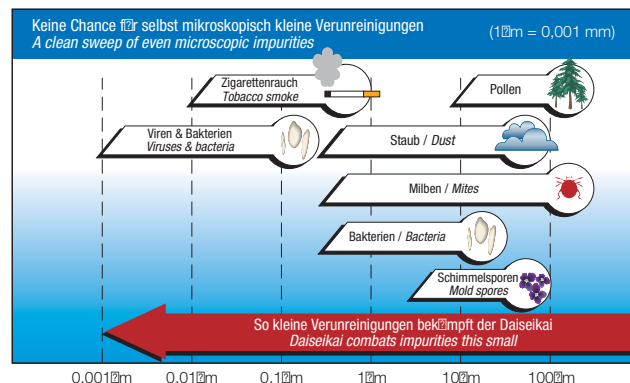 Keine Chance f⍰r selbst mikroskopisch kleine Verunreinigungen
A clean sweep of even microscopic impurities
(1⍰m = 0,001 mm)
Zigarettenrauch
Tobacco smoke
Pollen
Viren & Bakterien
Viruses & bacteria
Staub / Dust
Milben / Mites
Bakterien / Bacteria
Schimmelsporen
Mold spores
So kleine Verunreinigungen bek⍰mpft der Daiseikai
Daiseikai combats impurities this small
0.001⍰m 0.01⍰m 0.1⍰m 1⍰m 10⍰m 100⍰m